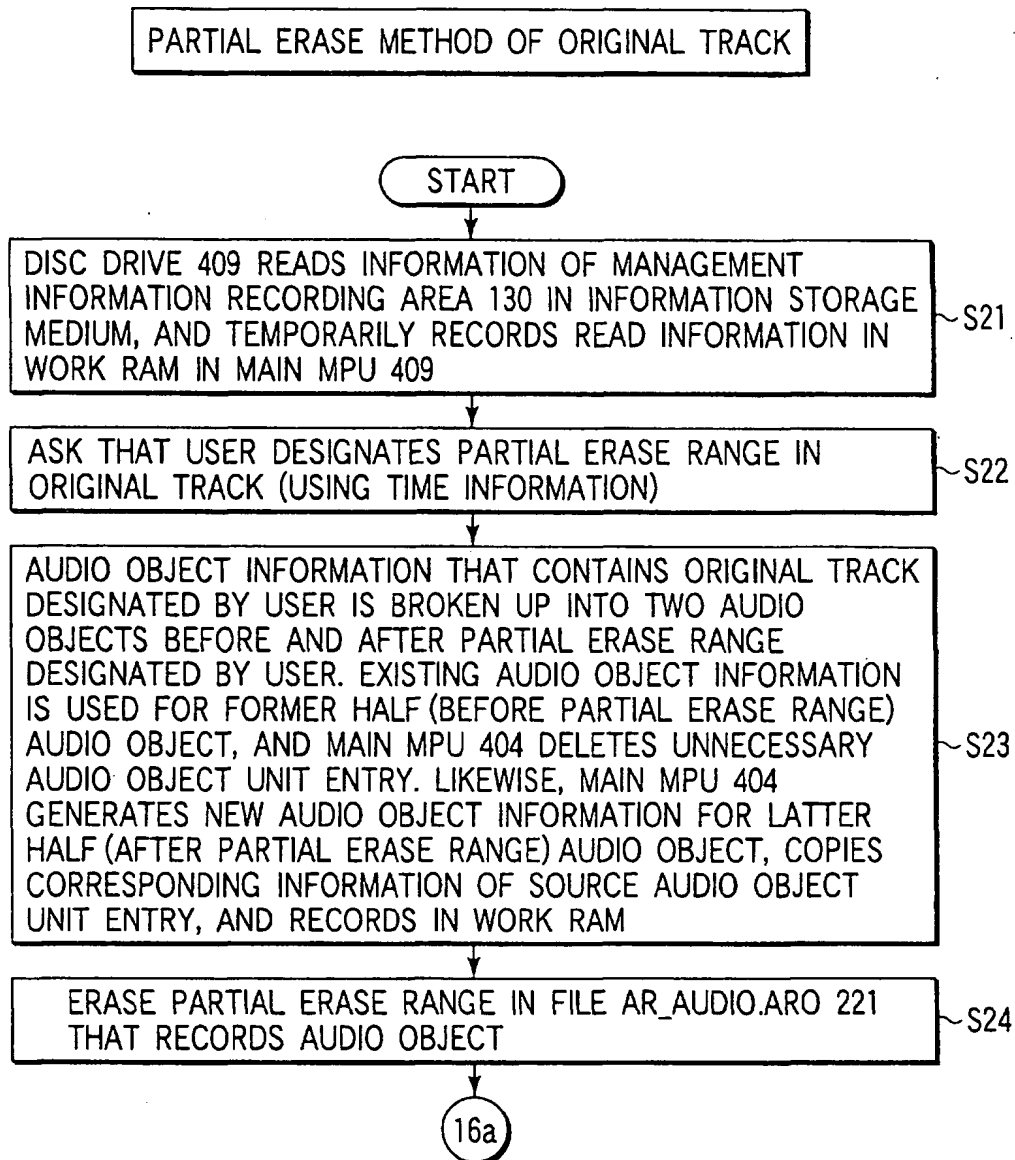 PARTIAL ERASE METHOD OF ORIGINAL TRACK
START
DISC DRIVE 409 READS INFORMATION OF MANAGEMENT
INFORMATION RECORDING AREA 130 IN INFORMATION STORAGE
MEDIUM, AND TEMPORARILY RECORDS READ INFORMATION IN
WORK RAM IN MAIN MPU 409
S21
ASK THAT USER DESIGNATES PARTIAL ERASE RANGE IN
ORIGINAL TRACK (USING TIME INFORMATION)
S22
AUDIO OBJECT INFORMATION THAT CONTAINS ORIGINAL TRACK
DESIGNATED BY USER IS BROKEN UP INTO TWO AUDIO
OBJECTS BEFORE AND AFTER PARTIAL ERASE RANGE
DESIGNATED BY USER. EXISTING AUDIO OBJECT INFORMATION
IS USED FOR FORMER HALF (BEFORE PARTIAL ERASE RANGE)
AUDIO OBJECT, AND MAIN MPU 404 DELETES UNNECESSARY
AUDIO OBJECT UNIT ENTRY. LIKEWISE, MAIN MPU 404
GENERATES NEW AUDIO OBJECT INFORMATION FOR LATTER
HALF (AFTER PARTIAL ERASE RANGE) AUDIO OBJECT, COPIES
CORRESPONDING INFORMATION OF SOURCE AUDIO OBJECT
UNIT ENTRY, AND RECORDS IN WORK RAM
S23
ERASE PARTIAL ERASE RANGE IN FILE AR_AUDIO.ARO 221
THAT RECORDS AUDIO OBJECT
S24
16a